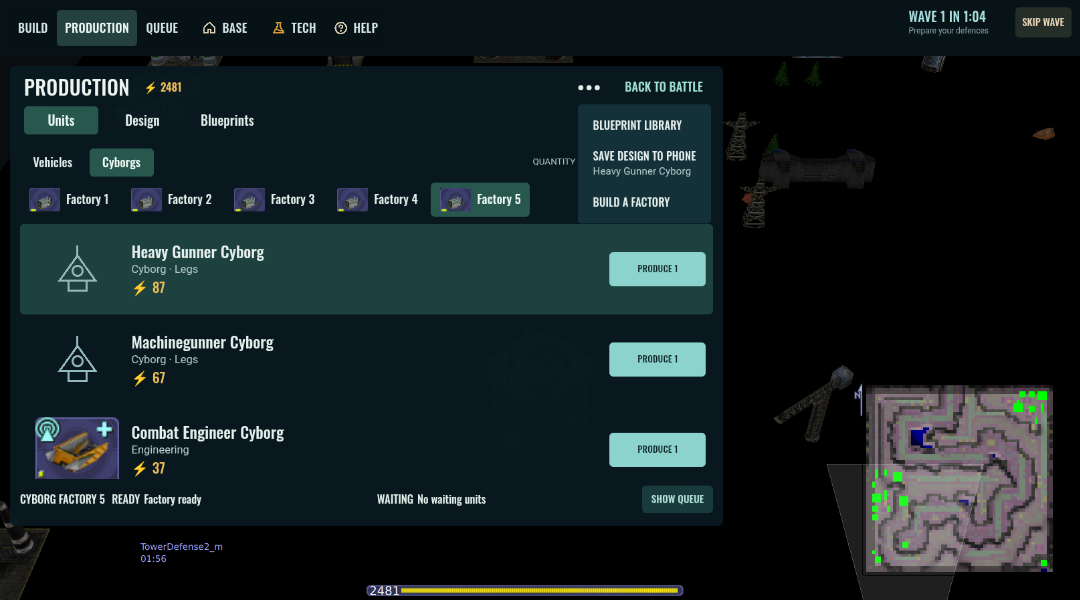 BUILD
PRODUCTION
QUEUE
BASE
TECH
HELP
WAVE 1 IN 1:04
Prepare your defences
SKIP WAVE
PRODUCTION
2481
BACK TO BATTLE
Units
Design
Blueprints
BLUEPRINT LIBRARY
SAVE DESIGN TO PHONE
Heavy Gunner Cyborg
BUILD A FACTORY
Vehicles
Cyborgs
QUANTITY
Factory 1
Factory 2
Factory 3
Factory 4
Factory 5
Heavy Gunner Cyborg
Cyborg · Legs
87
PRODUCE 1
Machinegunner Cyborg
Cyborg · Legs
67
PRODUCE 1
Combat Engineer Cyborg
Engineering
37
PRODUCE 1
CYBORG FACTORY 5 READY Factory ready
WAITING No waiting units
SHOW QUEUE
N
TowerDefense2_m
01:56
2481